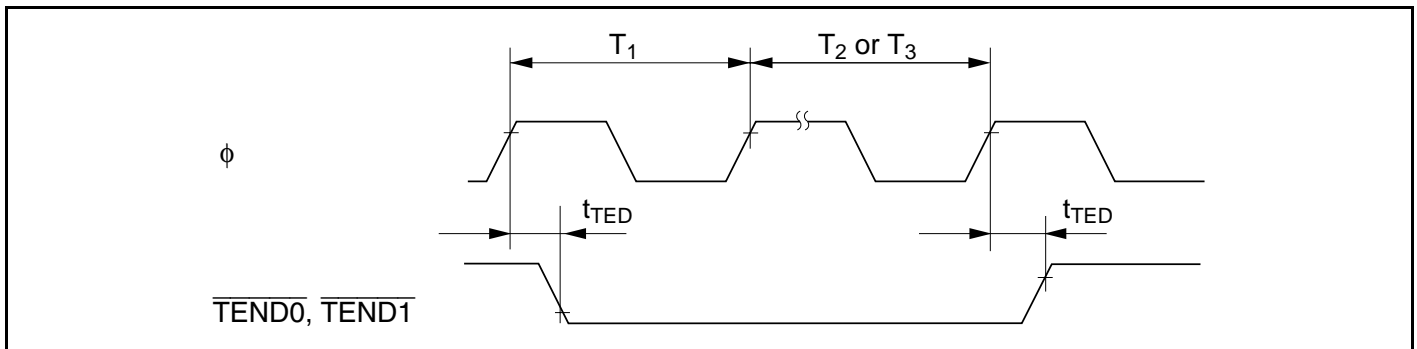 T1
T2 or T3
ϕ
tTED
tTED
TEND0, TEND1